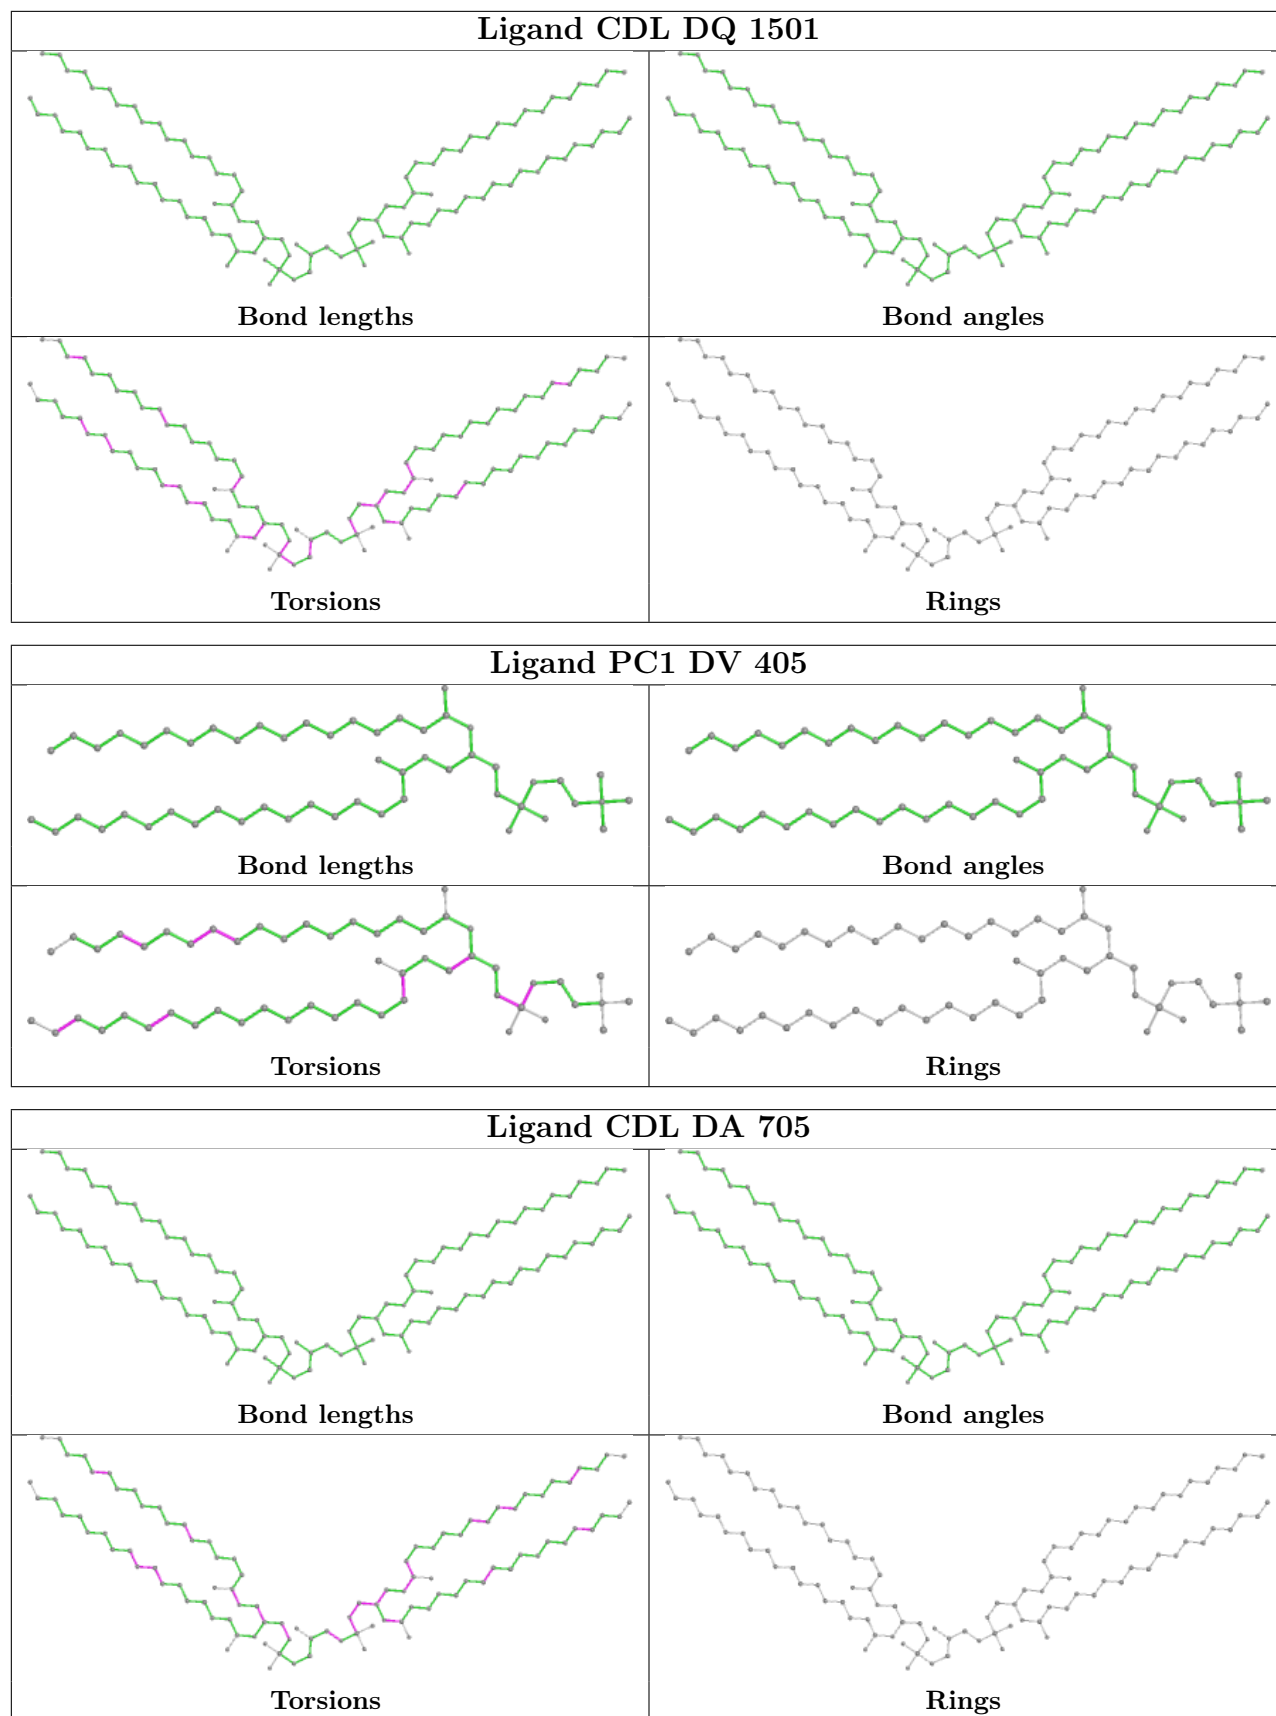 Ligand CDL DQ 1501
Bond lengths
Bond angles
Torsions
Rings
Ligand PC1 DV 405
Bond lengths
Bond angles
Torsions
Rings
Ligand CDL DA 705
Bond lengths
Bond angles
Torsions
Rings